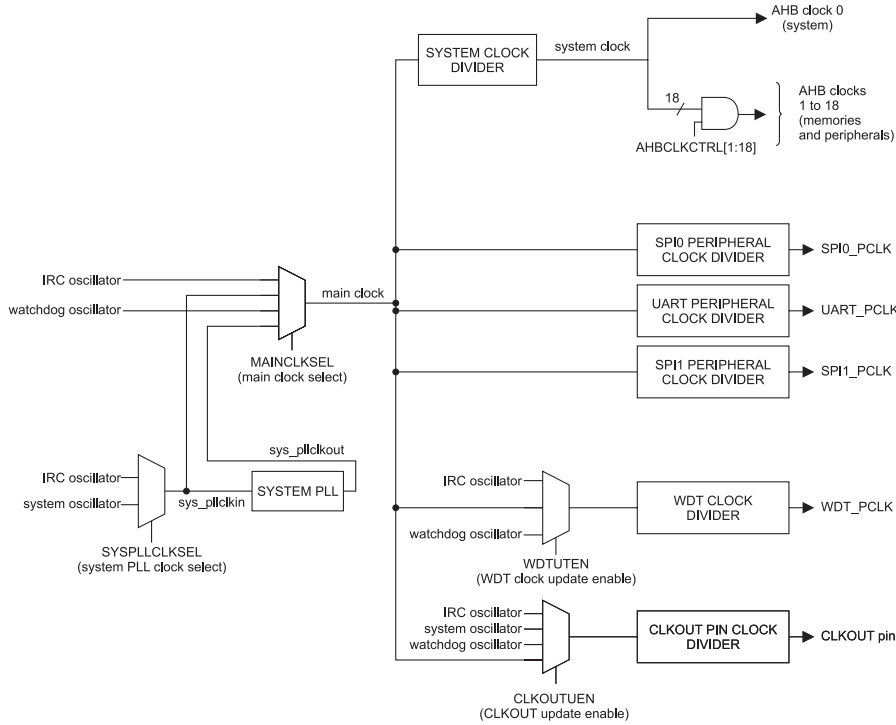 AHB clock 0
(system)
SYSTEM CLOCK
DIVIDER
system clock
18
AHBCLKCTRL[1:18]
AHB clocks
1 to 18
(memories
and peripherals)
SPI0 PERIPHERAL
CLOCK DIVIDER
SPI0_PCLK
IRC oscillator
watchdog oscillator
main clock
MAINCLKSEL
(main clock select)
UART PERIPHERAL
CLOCK DIVIDER
UART_PCLK
SPI1 PERIPHERAL
CLOCK DIVIDER
SPI1_PCLK
sys_pllclkout
IRC oscillator
system oscillator
sys_pllclkin
SYSTEM PLL
SYSPLLCLKSEL
(system PLL clock select)
IRC oscillator
watchdog oscillator
WDTUTEN
(WDT clock update enable)
WDT CLOCK
DIVIDER
WDT_PCLK
IRC oscillator
system oscillator
watchdog oscillator
CLKOUTUEN
(CLKOUT update enable)
CLKOUT PIN CLOCK
DIVIDER
CLKOUT pin